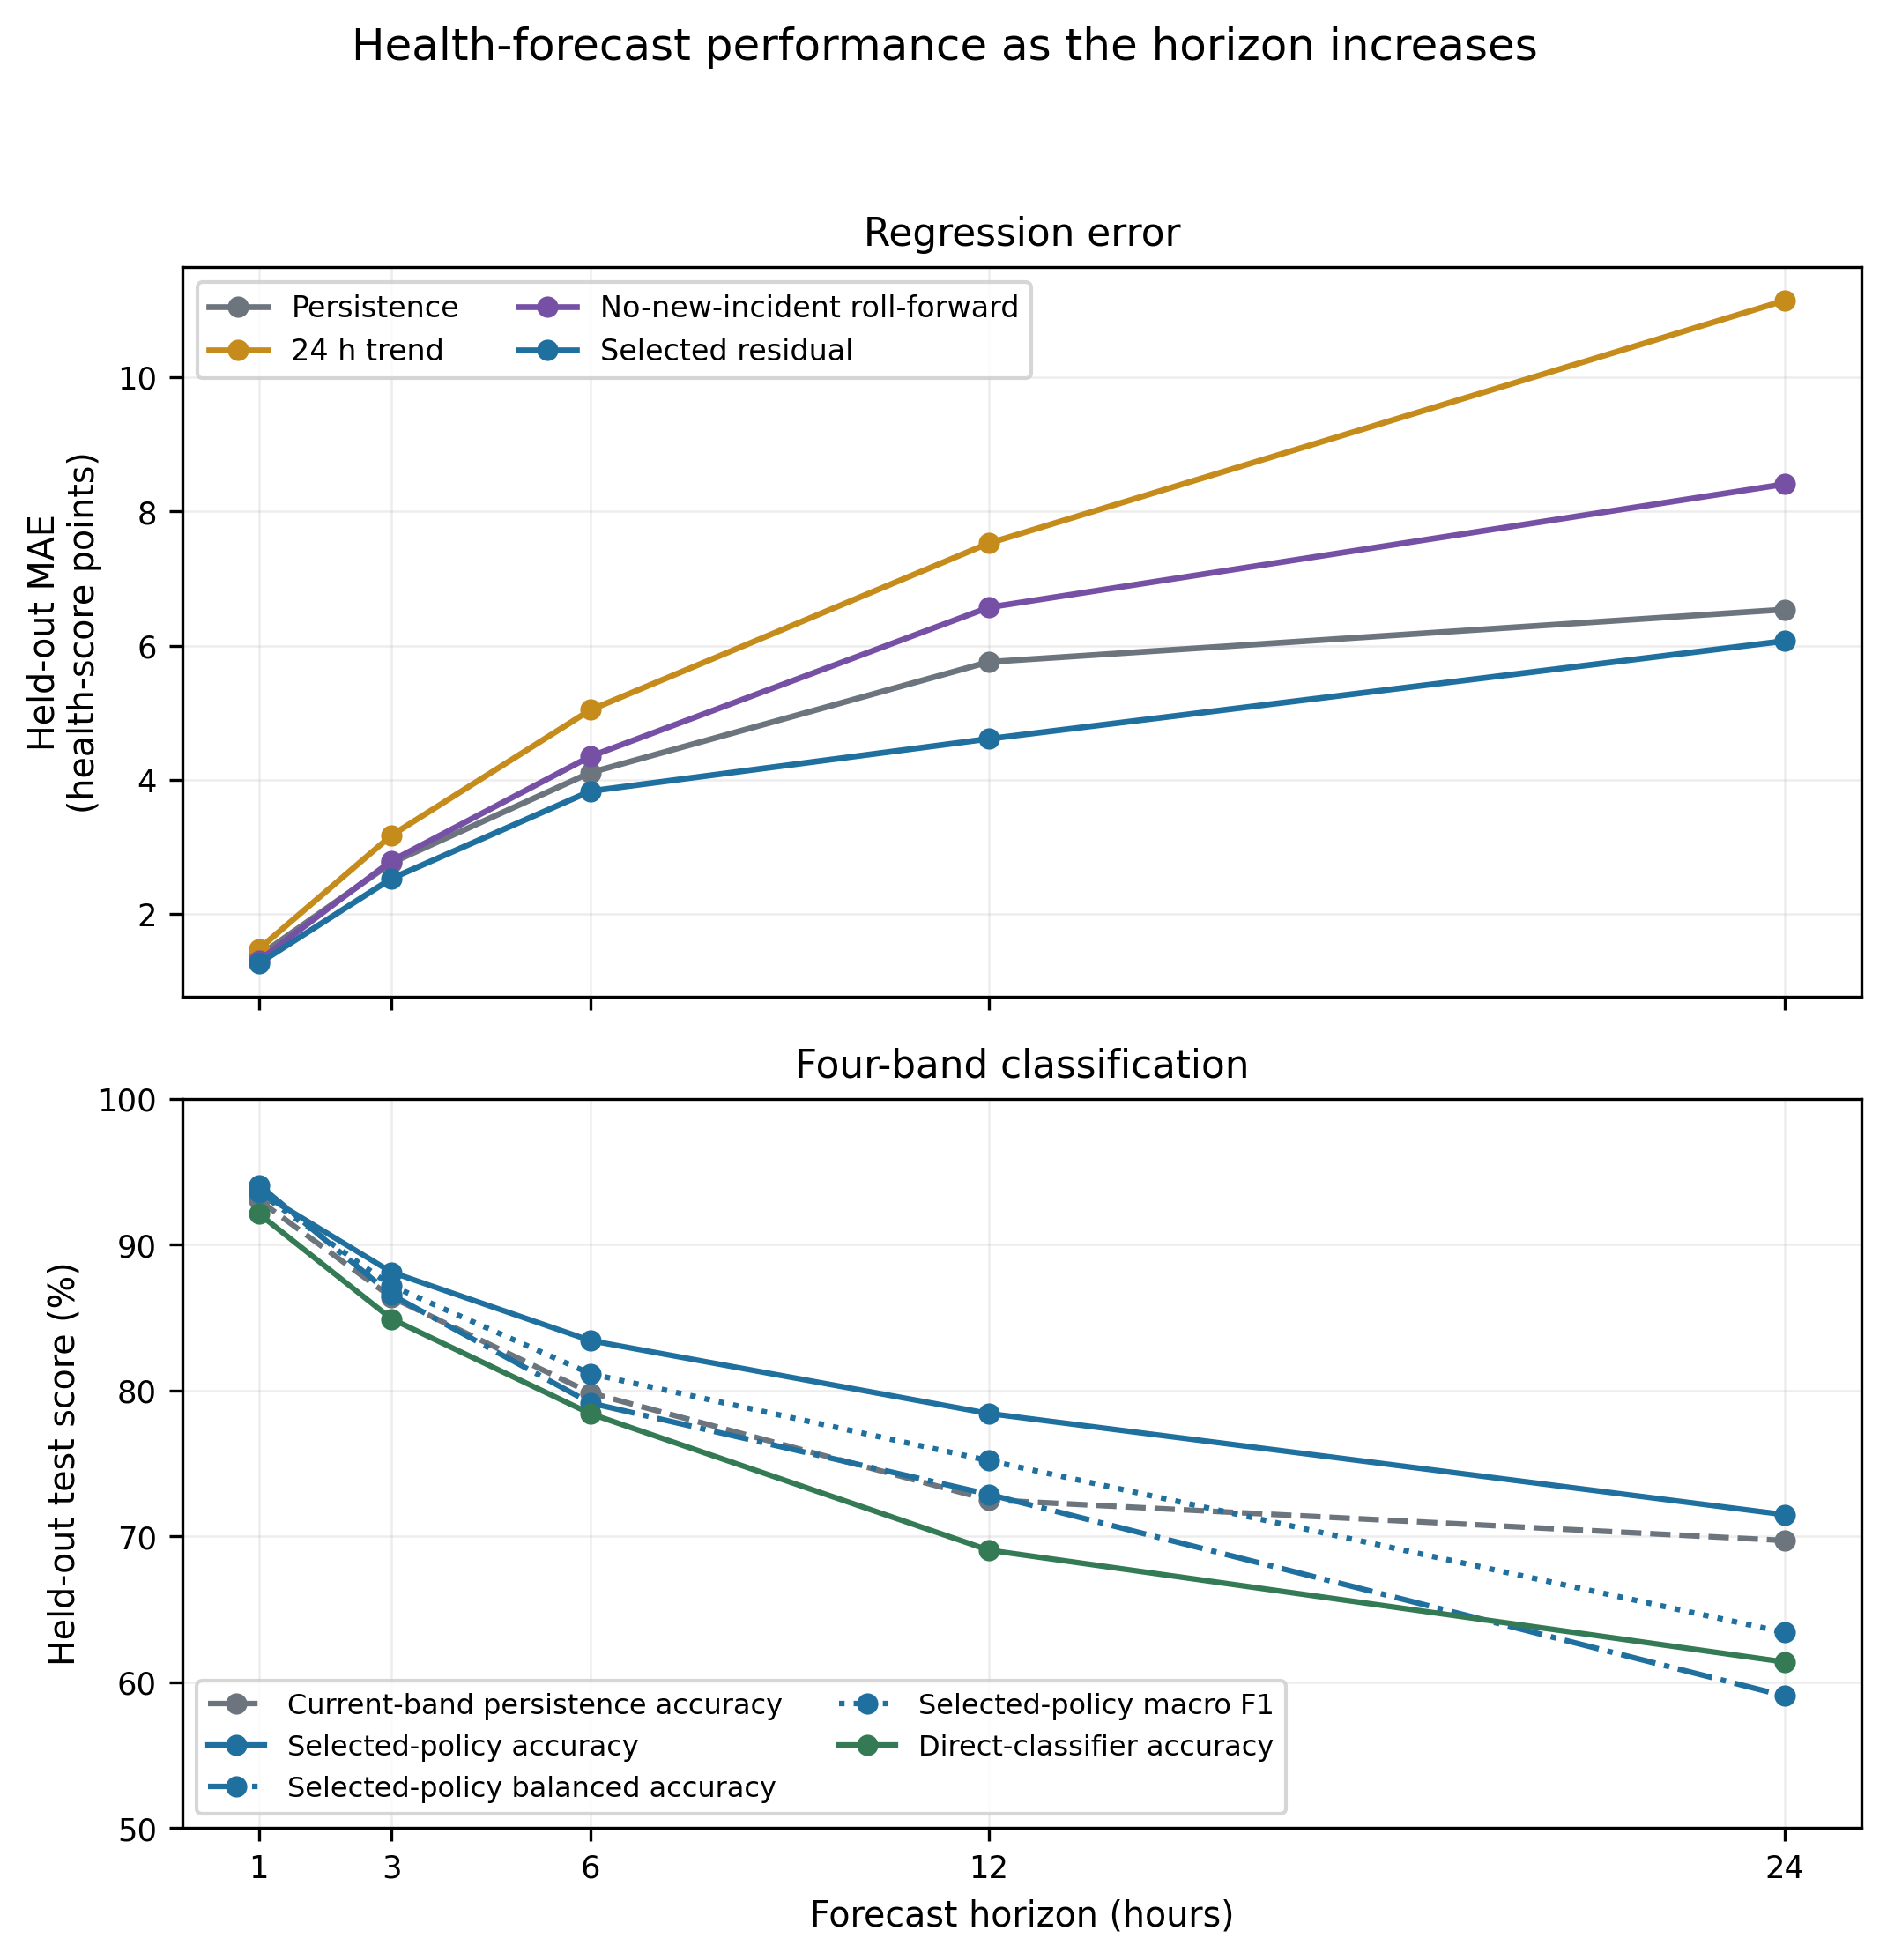 Health-forecast performance as the horizon increases
Regression error
Persistence
24 h trend
No-new-incident roll-forward
Selected residual
Held-out MAE
(health-score points)
10
8
6
4
2
Four-band classification
Held-out test score (%)
100
90
80
70
60
50
Current-band persistence accuracy
Selected-policy accuracy
Selected-policy balanced accuracy
Selected-policy macro F1
Direct-classifier accuracy
1 3 6 12 24
Forecast horizon (hours)